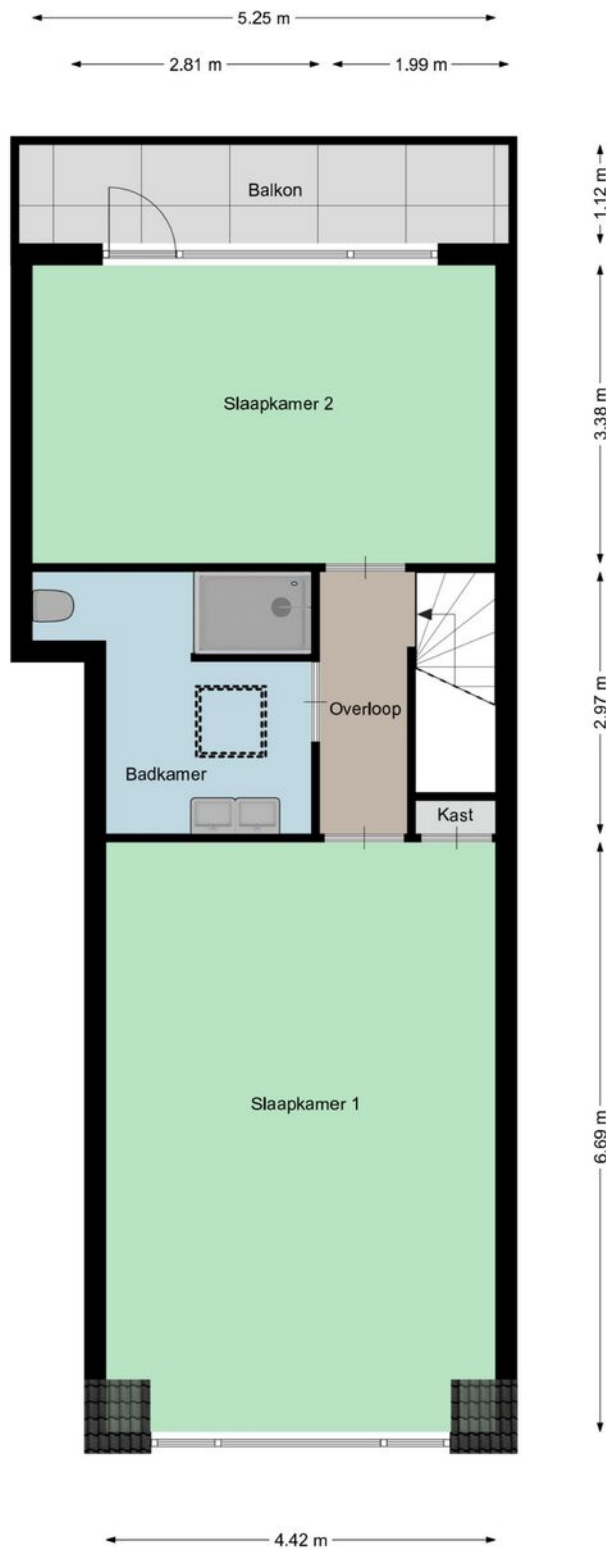 5.25 m
2.81 m
1.99 m
Balkon
1.12 m
Slaapkamer 2
3.38 m
Overloop
2.97 m
Badkamer
Kast
Slaapkamer 1
6.69 m
4.42 m